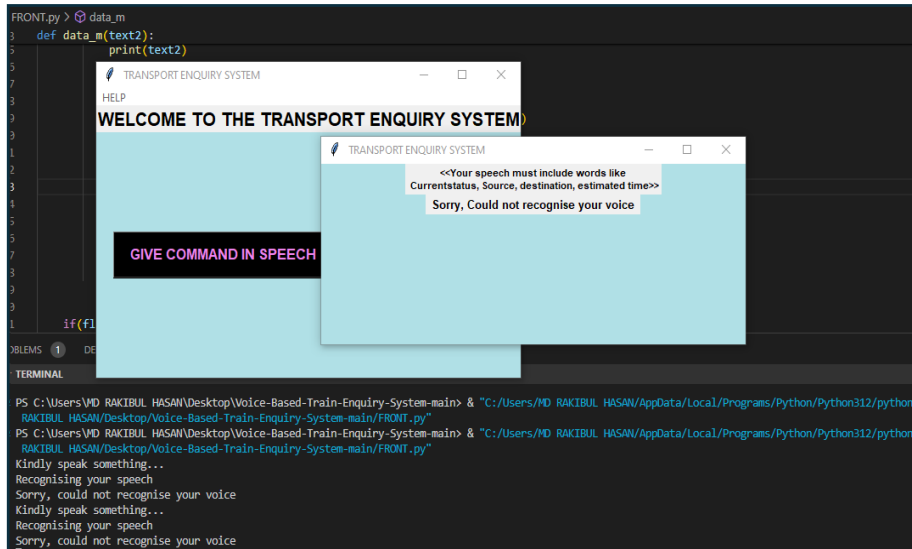 FRONT.py > data_m
def data_m(text2):
print(text2)
TRANSPORT ENQUIRY SYSTEM
HELP
WELCOME TO THE TRANSPORT ENQUIRY SYSTEM)
GIVE COMMAND IN SPEECH
TRANSPORT ENQUIRY SYSTEM
<<Your speech must include words like
Currentstatus, Source, destination, estimated time>>
Sorry, Could not recognise your voice
if(fl
OBLEMS 1 DE
TERMINAL
PS C:\Users\MD RAKIBUL HASAN\Desktop\Voice-Based-Train-Enquiry-System-main> & "C:/Users/MD RAKIBUL HASAN/AppData/Local/Programs/Python/Python312/python
RAKIBUL HASAN/Desktop/Voice-Based-Train-Enquiry-System-main/FRONT.py"
PS C:\Users\MD RAKIBUL HASAN\Desktop\Voice-Based-Train-Enquiry-System-main> & "C:/Users/MD RAKIBUL HASAN/AppData/Local/Programs/Python/Python312/python
RAKIBUL HASAN/Desktop/Voice-Based-Train-Enquiry-System-main/FRONT.py"
Kindly speak something...
Recognising your speech
Sorry, could not recognise your voice
Kindly speak something...
Recognising your speech
Sorry, could not recognise your voice